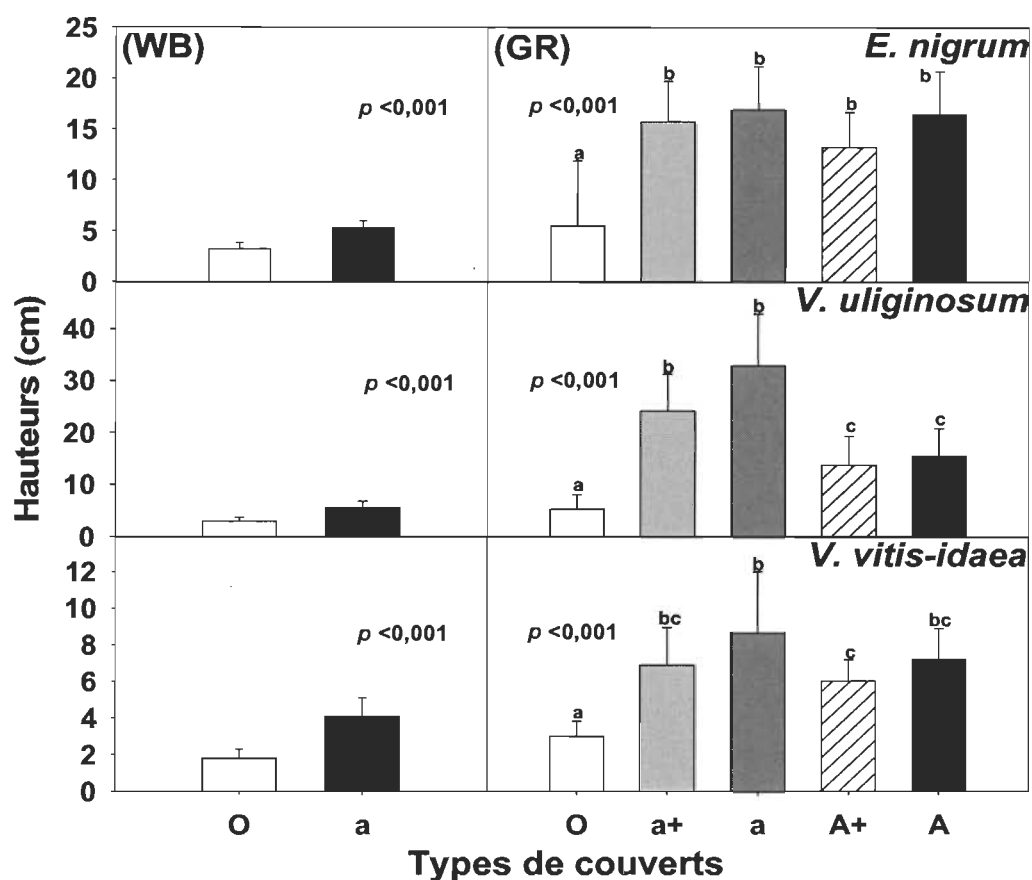 (WB) (GR) E. nigrum
25
20
15
10
5
0
p <0,001
p <0,001
a b b b b
V. uliginosum
40
30
20
10
0
p <0,001
p <0,001
a b b c c
V. vitis-idaea
12
10
8
6
4
2
0
p <0,001
p <0,001
a bc b c bc
Hauteurs (cm)
O a O a+ a A+ A
Types de couverts